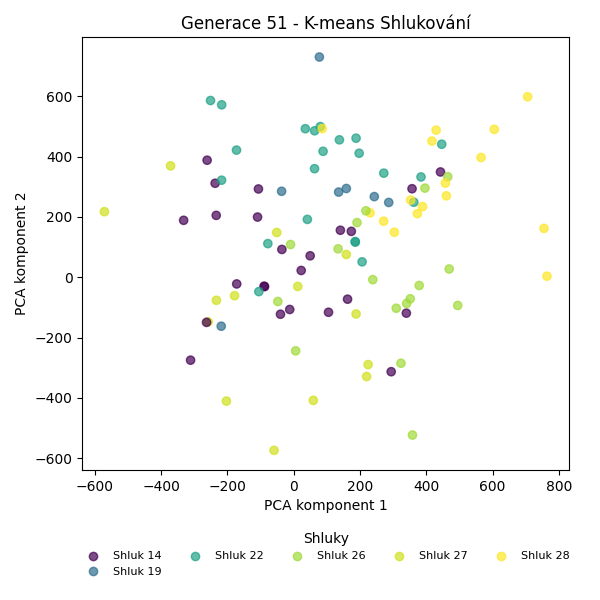 Generace 51 - K-means Shlukování
PCA komponent 2
600
400
200
0
−200
−400
−600
−600 −400 −200 0 200 400 600 800
PCA komponent 1
Shluky
Shluk 14 Shluk 22 Shluk 26 Shluk 27 Shluk 28
Shluk 19